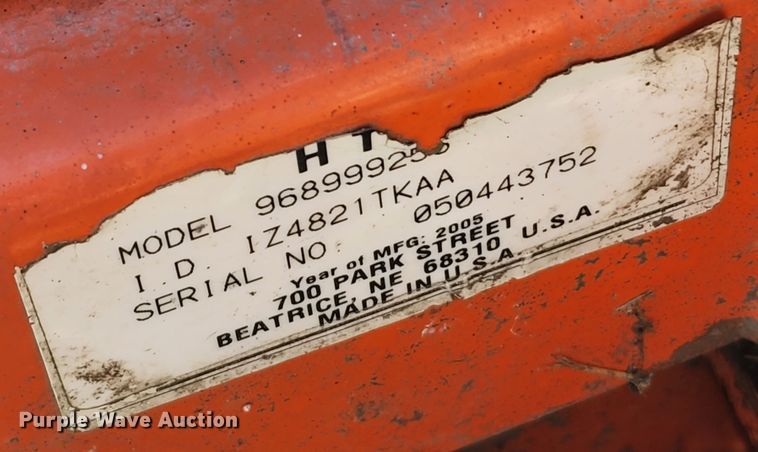 H T
MODEL 968999255
I.D. IZ4821TKAA
SERIAL NO. 050443752
Year of MFG. 2005
700 PARK STREET
BEATRICE, NE 68310 U.S.A.
MADE IN U.S.A.
Purple Wave Auction